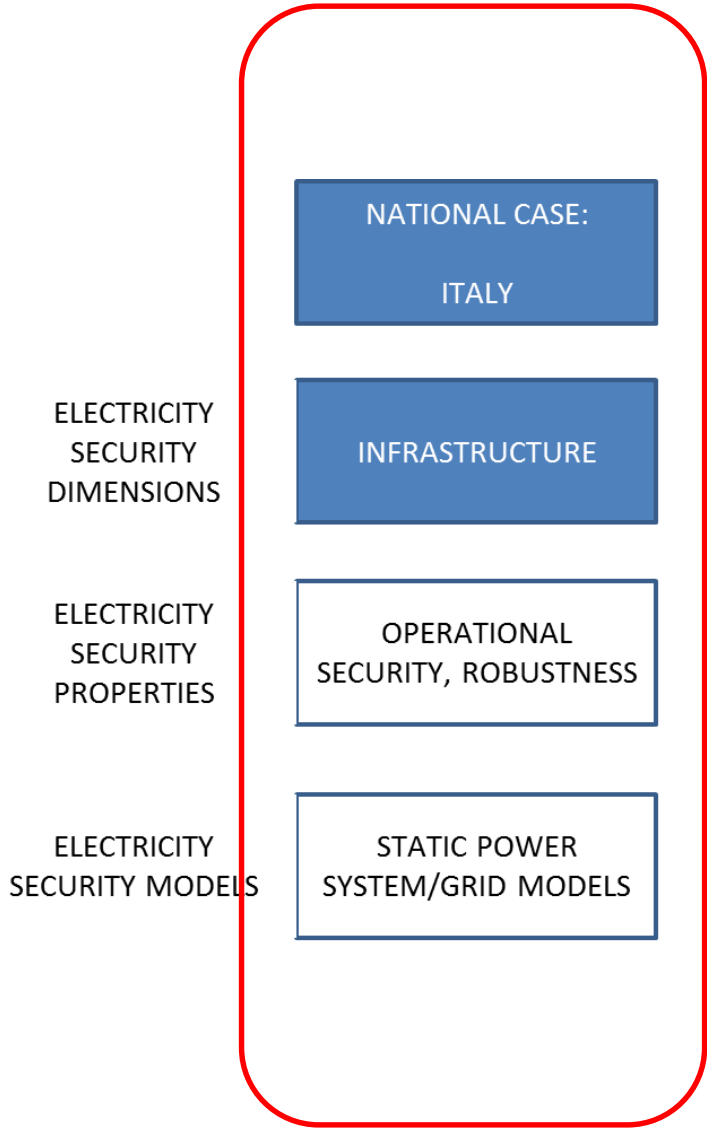 NATIONAL CASE:
ITALY
ELECTRICITY
SECURITY
DIMENSIONS
INFRASTRUCTURE
ELECTRICITY
SECURITY
PROPERTIES
OPERATIONAL
SECURITY, ROBUSTNESS
ELECTRICITY
SECURITY MODELS
STATIC POWER
SYSTEM/GRID MODELS